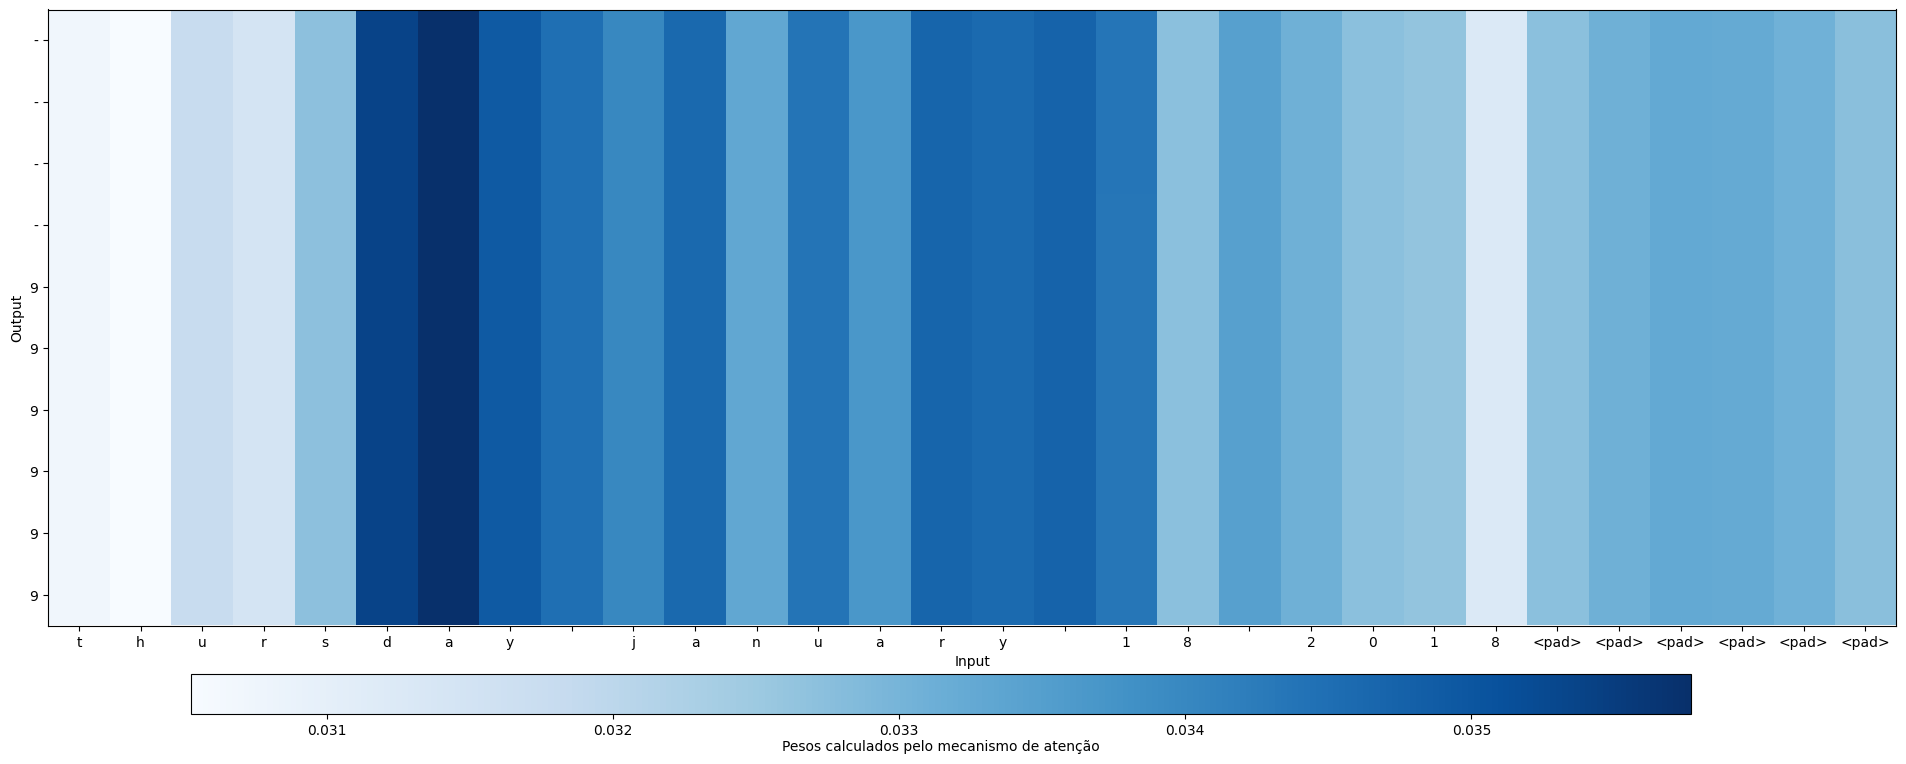 -
-
-
-
9
9
9
9
9
9
Output
t h u r s d a y j a n u a r y 1 8 2 0 1 8 <pad> <pad> <pad> <pad> <pad> <pad>
Input
0.031 0.032 0.033 0.034 0.035
Pesos calculados pelo mecanismo de atenção